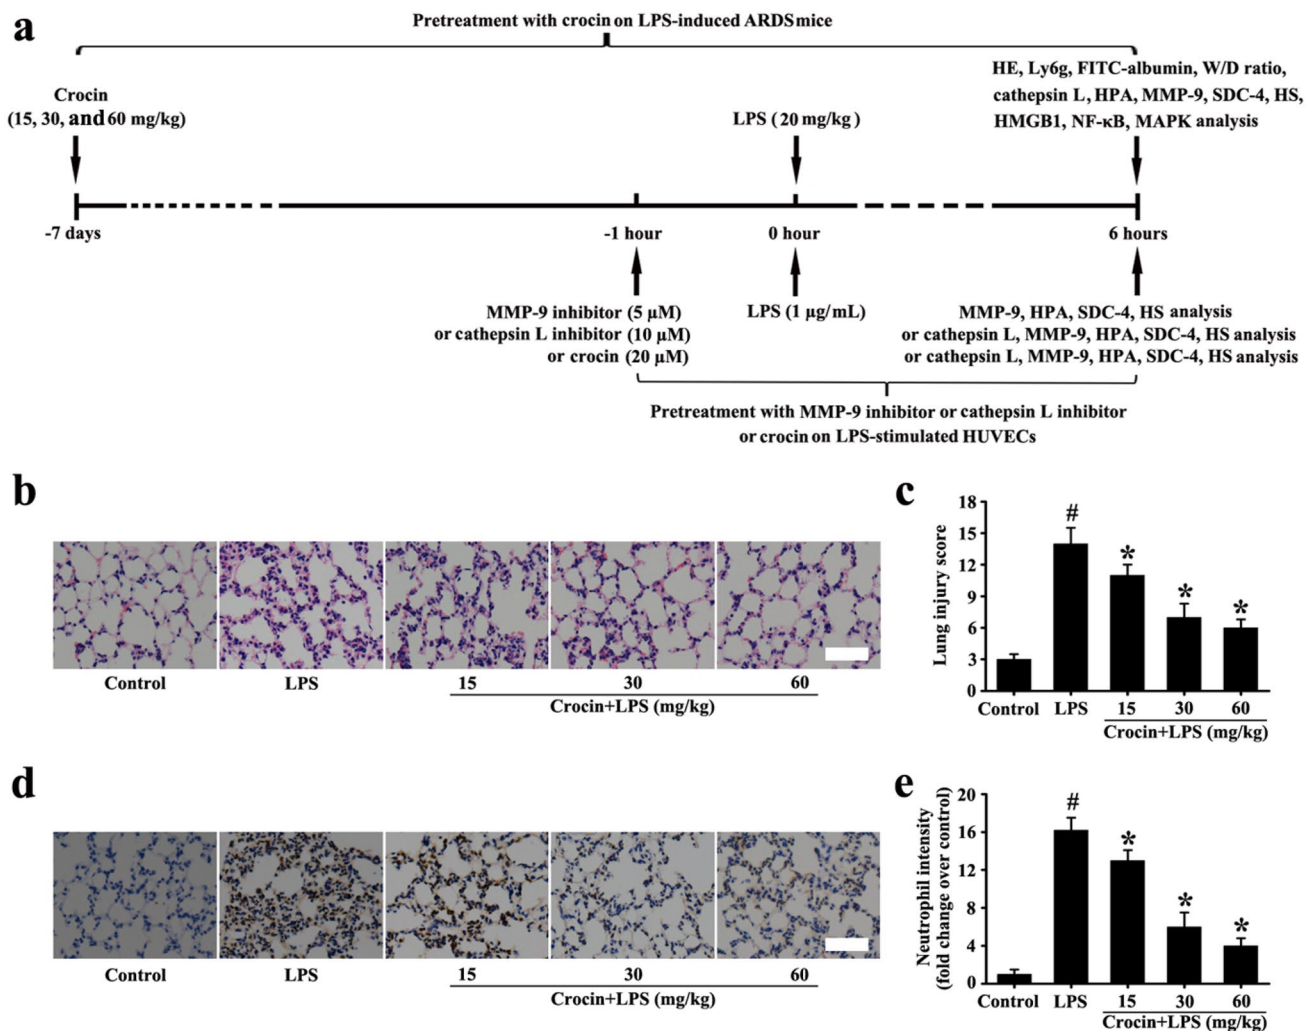 a
Pretreatment with crocin on LPS-induced ARDS mice
Crocin
(15, 30, and 60 mg/kg)
LPS (20 mg/kg)
HE, Ly6g, FITC-albumin, W/D ratio,
cathepsin L, HPA, MMP-9, SDC-4, HS,
HMGB1, NF-κB, MAPK analysis
-7 days
-1 hour
0 hour
6 hours
MMP-9 inhibitor (5 μM)
or cathepsin L inhibitor (10 μM)
or crocin (20 μM)
LPS (1 μg/mL)
MMP-9, HPA, SDC-4, HS analysis
or cathepsin L, MMP-9, HPA, SDC-4, HS analysis
or cathepsin L, MMP-9, HPA, SDC-4, HS analysis
Pretreatment with MMP-9 inhibitor or cathepsin L inhibitor
or crocin on LPS-stimulated HUVECs
b
Control
LPS
15
30
60
Crocin+LPS (mg/kg)
c
Lung injury score
18
15
12
9
6
3
0
#
*
*
*
Control
LPS
15
30
60
Crocin+LPS (mg/kg)
d
Control
LPS
15
30
60
Crocin+LPS (mg/kg)
e
Neutrophil intensity
(fold change over control)
20
16
12
8
4
0
#
*
*
*
Control
LPS
15
30
60
Crocin+LPS (mg/kg)